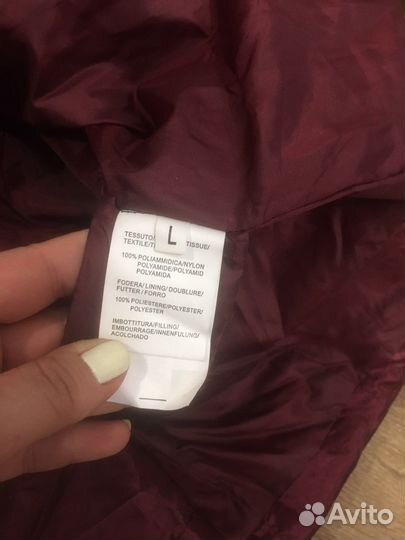 L
TESSUTO/ TISSUE/
TEXTILE/
100% POLIAMMIDICA/NYLON
POLYAMIDE/POLYAMID
POLYAMIDA
FODERA/LINING/DOUBLURE/
FUTTER/FORRO
100% POLIESTERE/POLYESTER/
POLYESTER
IMBOTTITURA/FILLING/
EMBOURRAGE/INNENFULUNG/
ACOLCHADO
Avito